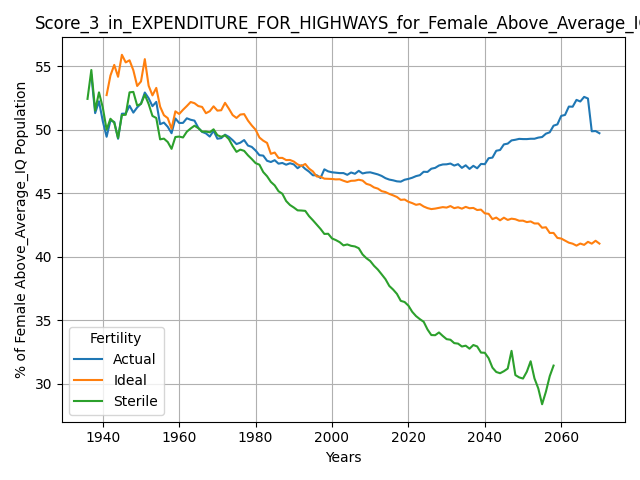 Score_3_in_EXPENDITURE_FOR_HIGHWAYS_for_Female_Above_Average_IQ
% of Female Above_Average_IQ Population
55
50
45
40
35
30
Fertility
Actual
Ideal
Sterile
1940 1960 1980 2000 2020 2040 2060
Years